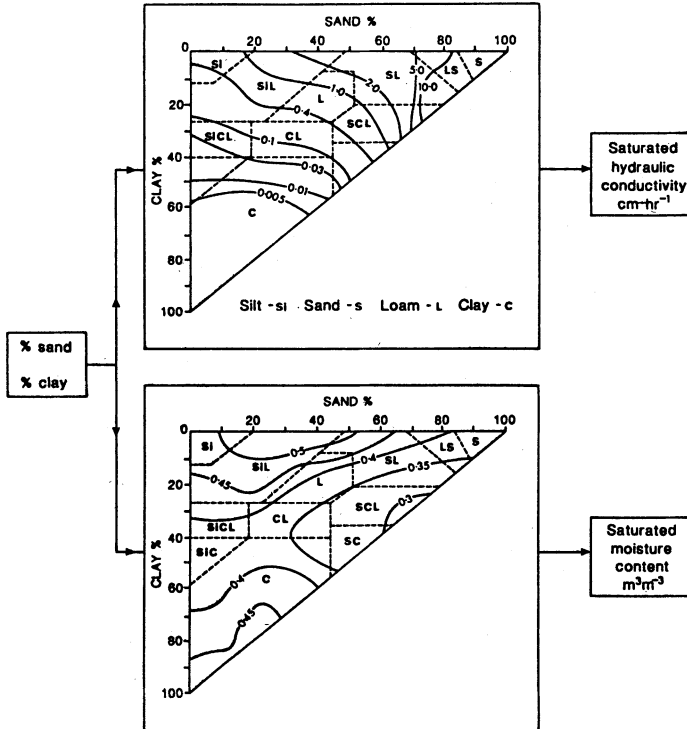 SAND %
0 20 40 60 80 100
SI
SIL
L
SL
LS
S
SCL
SICL
CL
C
5·0
10·0
2·0
1·0
0·4
0·1
0·03
0·01
0·005
CLAY %
0
20
40
60
80
100
Silt - SI Sand - S Loam - L Clay - C
Saturated
hydraulic
conductivity
cm-hr⁻¹
% sand
% clay
SAND %
0 20 40 60 80 100
SI
SIL
L
SL
LS
S
SCL
SICL
CL
SIC
SC
C
0·5
0·45
0·4
0·35
0·3
0·4
0·45
CLAY %
0
20
40
60
80
100
Saturated
moisture
content
m³m⁻³